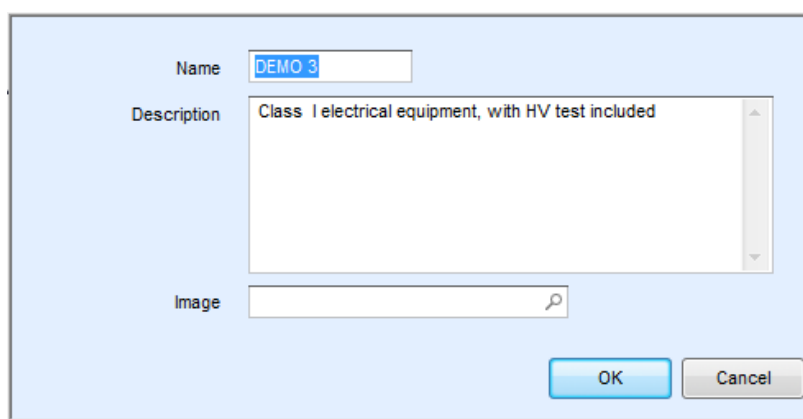 Name DEMO 3
Description Class I electrical equipment, with HV test included
Image
OK Cancel